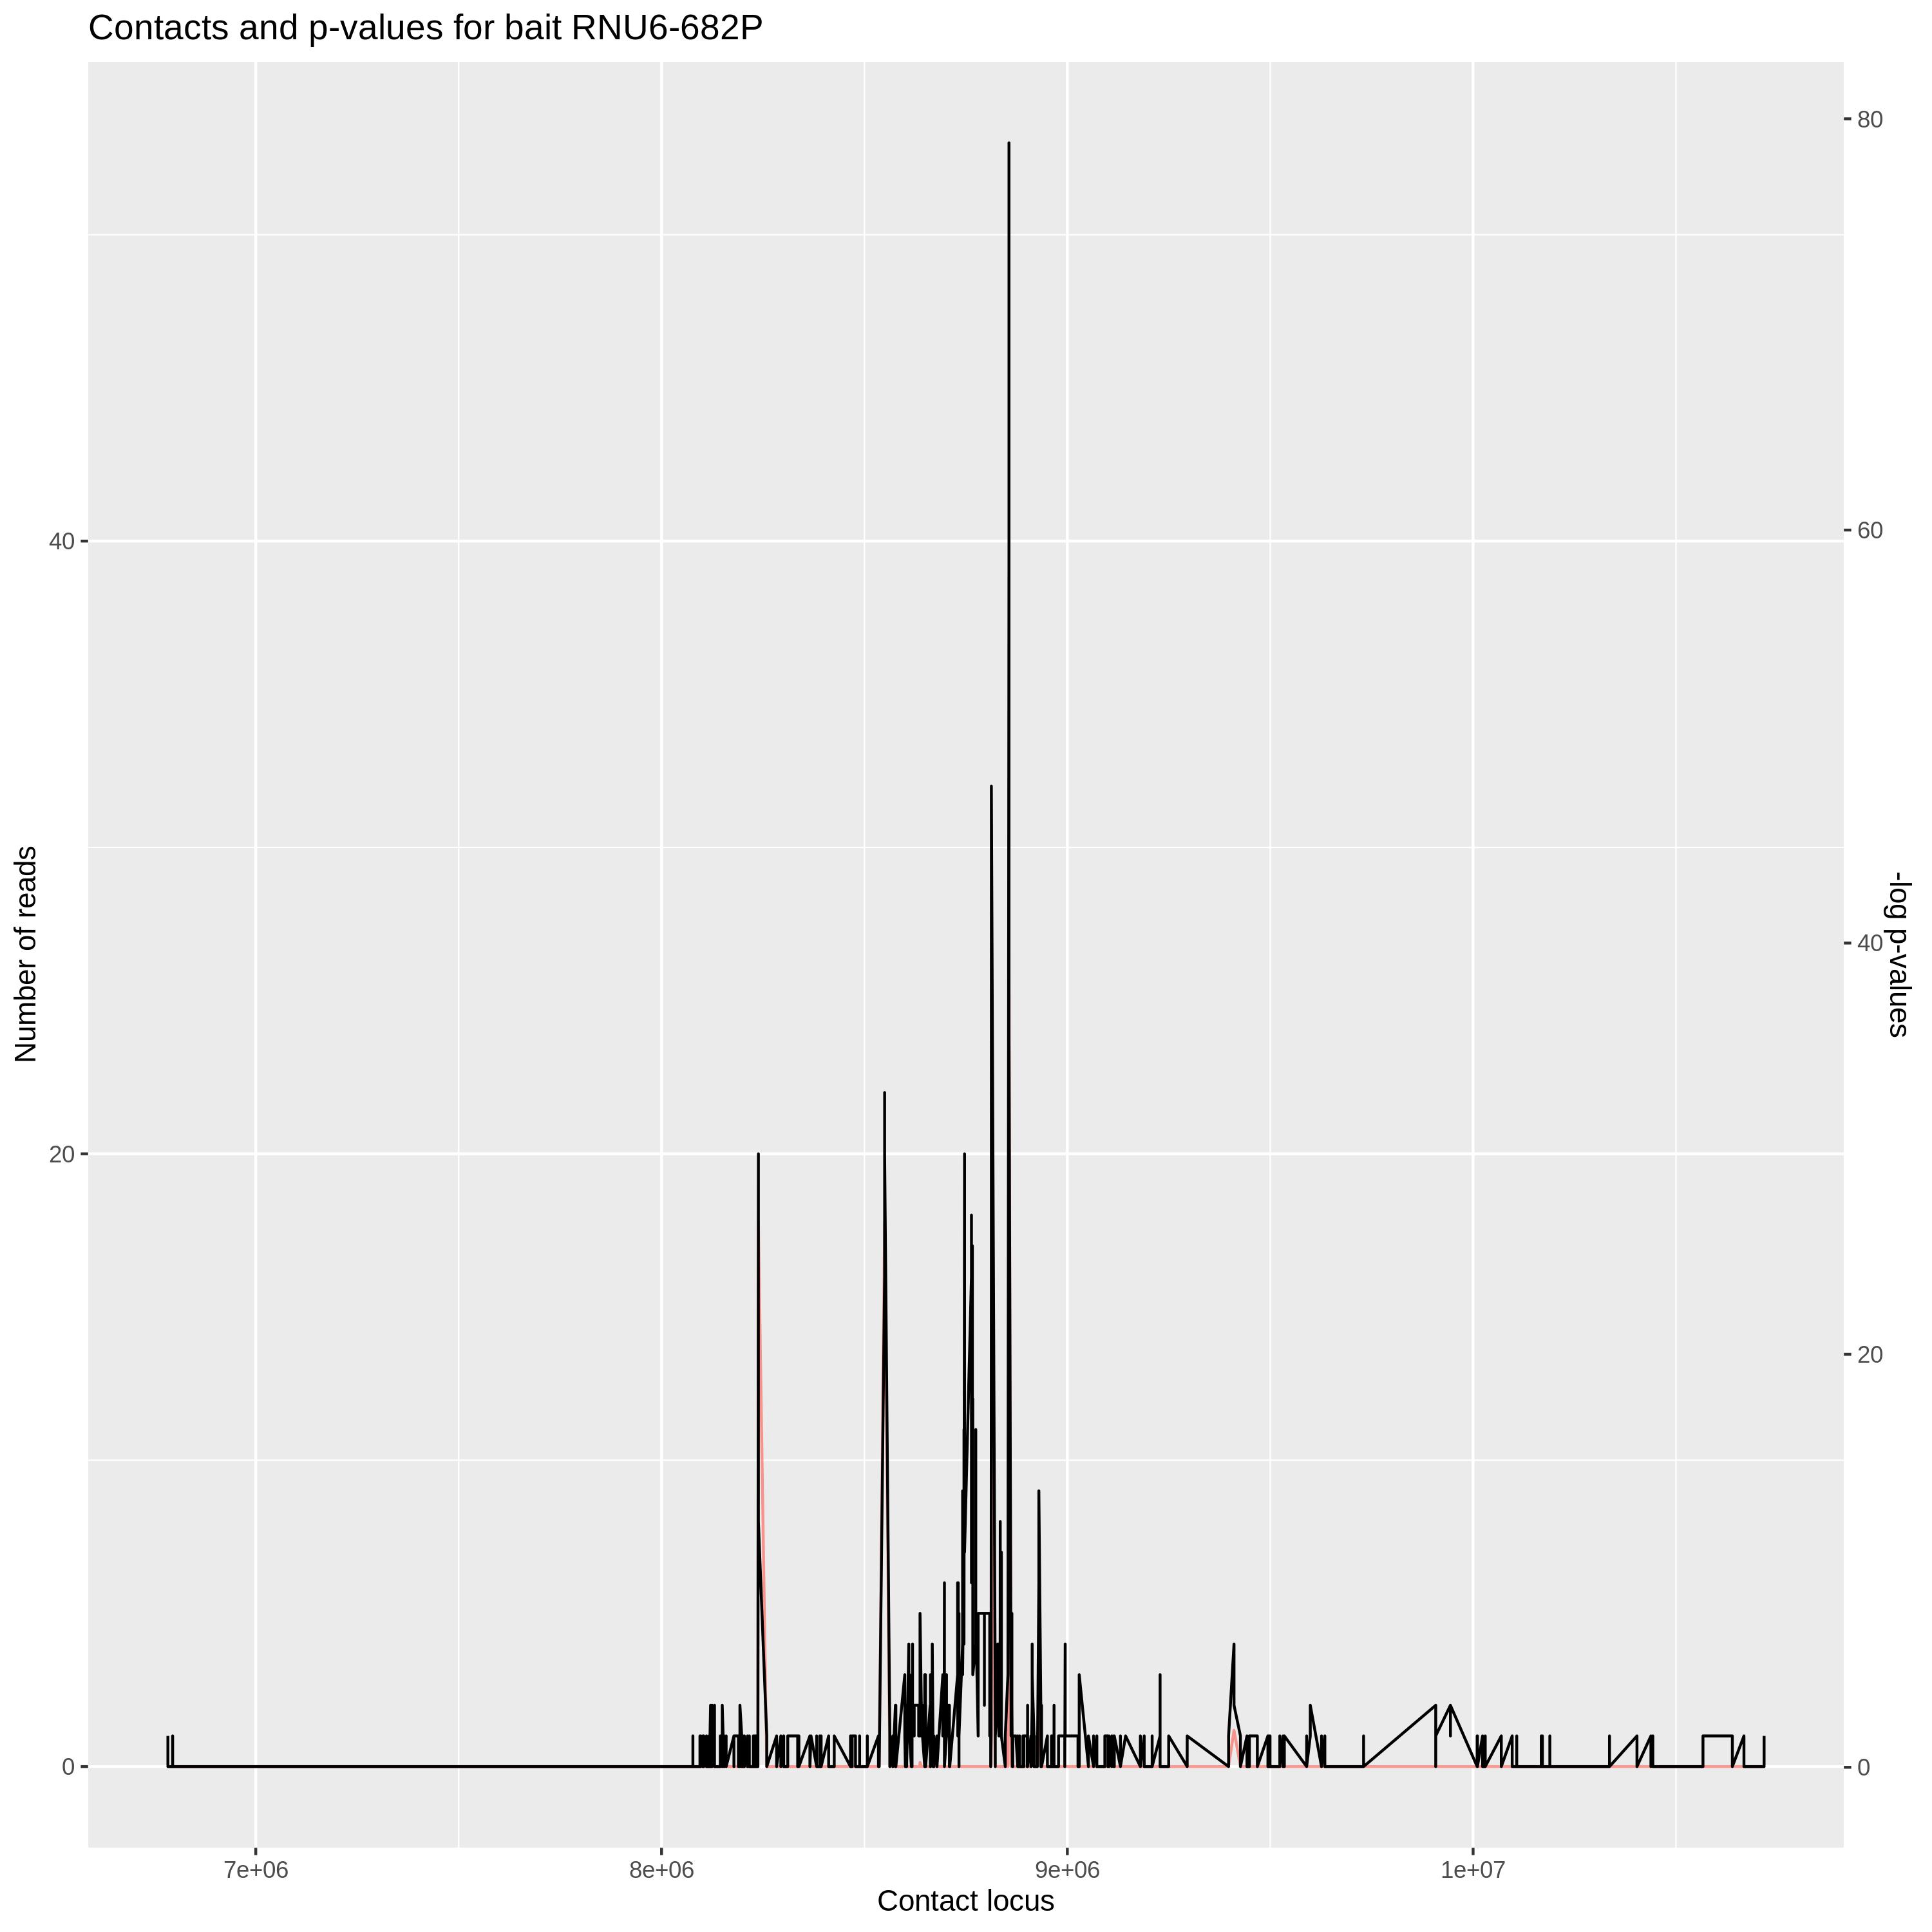 Contacts and p-values for bait RNU6-682P
80
60
40
40
20
20
0
0
Number of reads
-log p-values
7e+06
8e+06
9e+06
1e+07
Contact locus